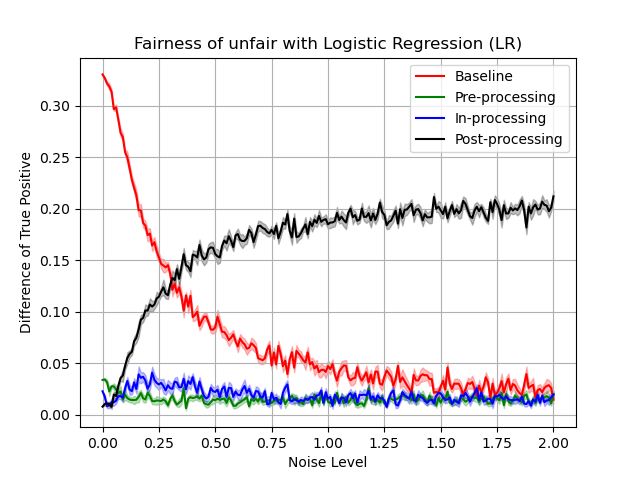 Fairness of unfair with Logistic Regression (LR)
Baseline
Pre-processing
In-processing
Post-processing
Difference of True Positive
0.30
0.25
0.20
0.15
0.10
0.05
0.00
0.00 0.25 0.50 0.75 1.00 1.25 1.50 1.75 2.00
Noise Level